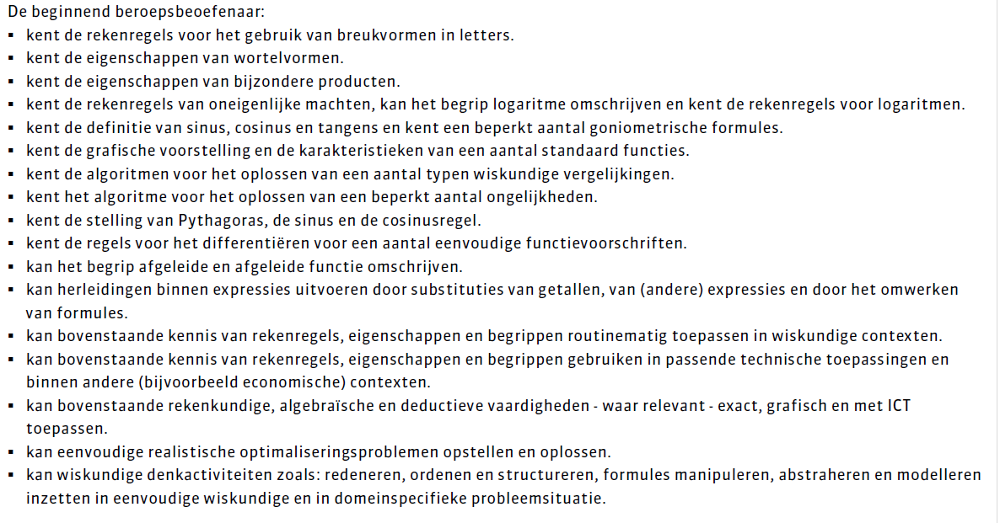 De beginnend beroepsbeoefenaar:
▪ kent de rekenregels voor het gebruik van breukvormen in letters.
▪ kent de eigenschappen van wortelvormen.
▪ kent de eigenschappen van bijzondere producten.
▪ kent de rekenregels van oneigenlijke machten, kan het begrip logaritme omschrijven en kent de rekenregels voor logaritmen.
▪ kent de definitie van sinus, cosinus en tangens en kent een beperkt aantal goniometrische formules.
▪ kent de grafische voorstelling en de karakteristieken van een aantal standaard functies.
▪ kent de algoritmen voor het oplossen van een aantal typen wiskundige vergelijkingen.
▪ kent het algoritme voor het oplossen van een beperkt aantal ongelijkheden.
▪ kent de stelling van Pythagoras, de sinus en de cosinusregel.
▪ kent de regels voor het differentiëren voor een aantal eenvoudige functievoorschriften.
▪ kan het begrip afgeleide en afgeleide functie omschrijven.
▪ kan herleidingen binnen expressies uitvoeren door substituties van getallen, van (andere) expressies en door het omwerken
van formules.
▪ kan bovenstaande kennis van rekenregels, eigenschappen en begrippen routinematig toepassen in wiskundige contexten.
▪ kan bovenstaande kennis van rekenregels, eigenschappen en begrippen gebruiken in passende technische toepassingen en
binnen andere (bijvoorbeeld economische) contexten.
▪ kan bovenstaande rekenkundige, algebraïsche en deductieve vaardigheden - waar relevant - exact, grafisch en met ICT
toepassen.
▪ kan eenvoudige realistische optimaliseringsproblemen opstellen en oplossen.
▪ kan wiskundige denkactiviteiten zoals: redeneren, ordenen en structureren, formules manipuleren, abstraheren en modelleren
inzetten in eenvoudige wiskundige en in domeinspecifieke probleemsituatie.